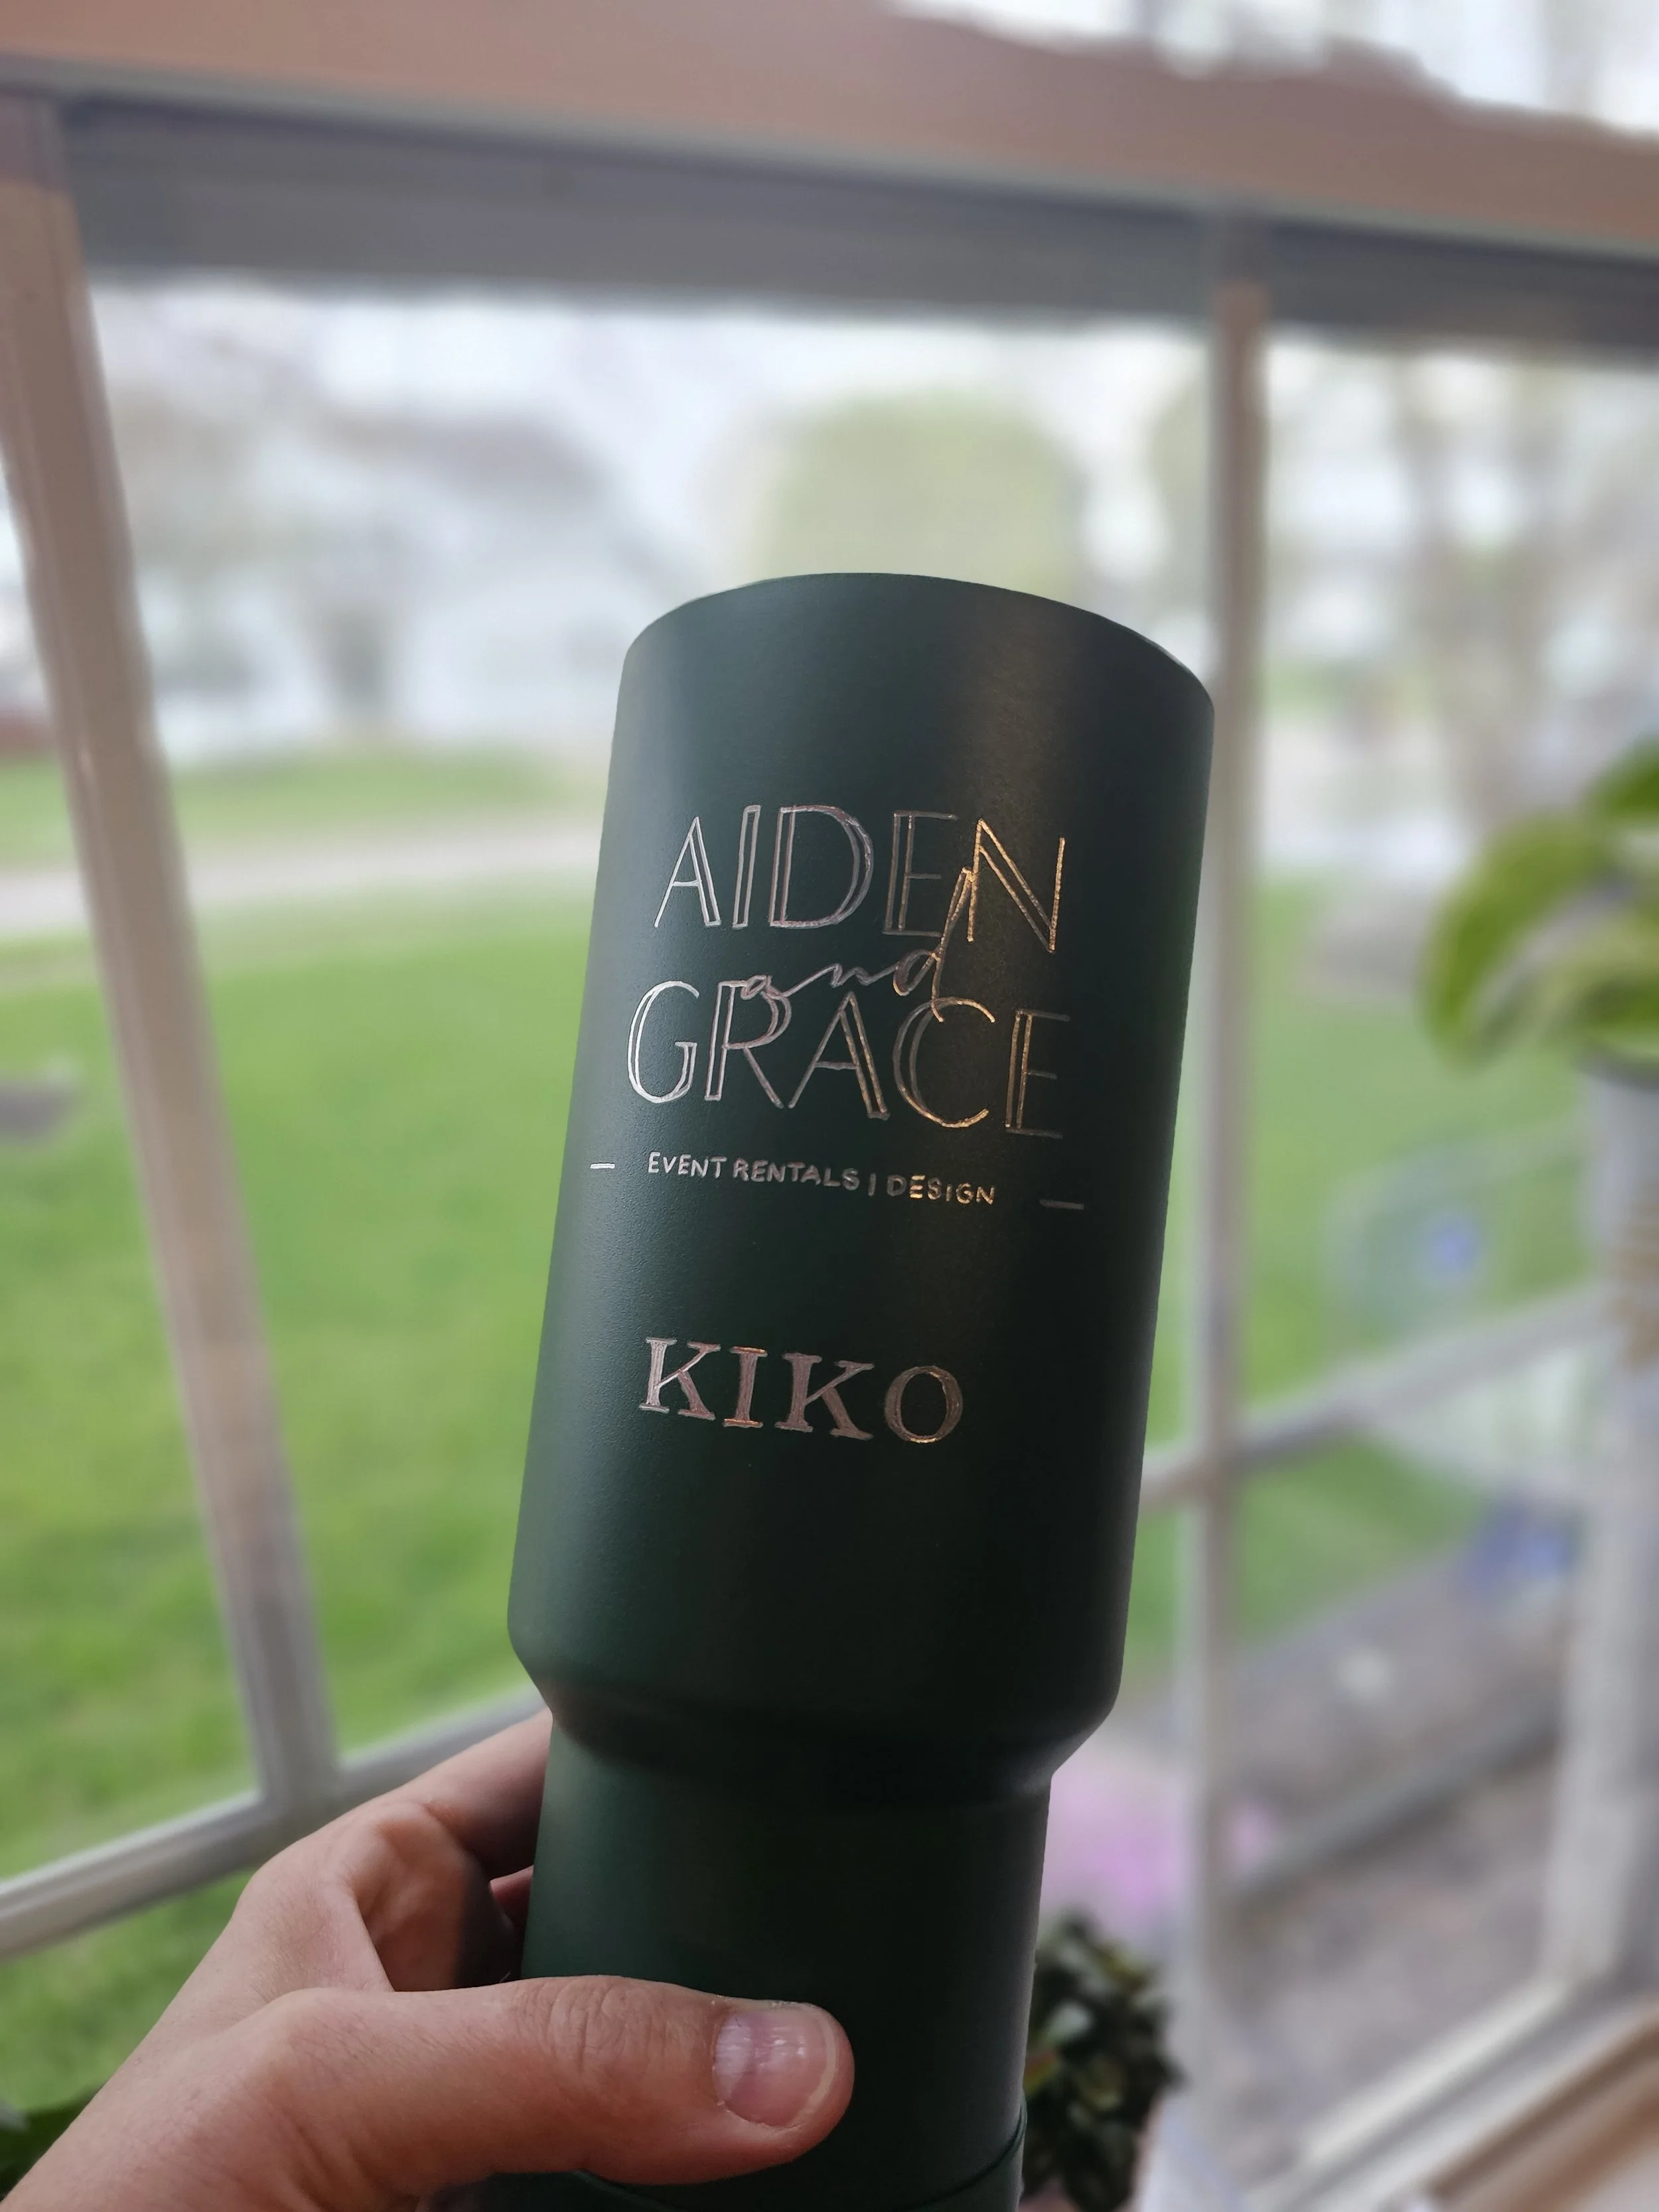 AIDEN
and
GRACE
— EVENT RENTALS | DESIGN —
KIKO